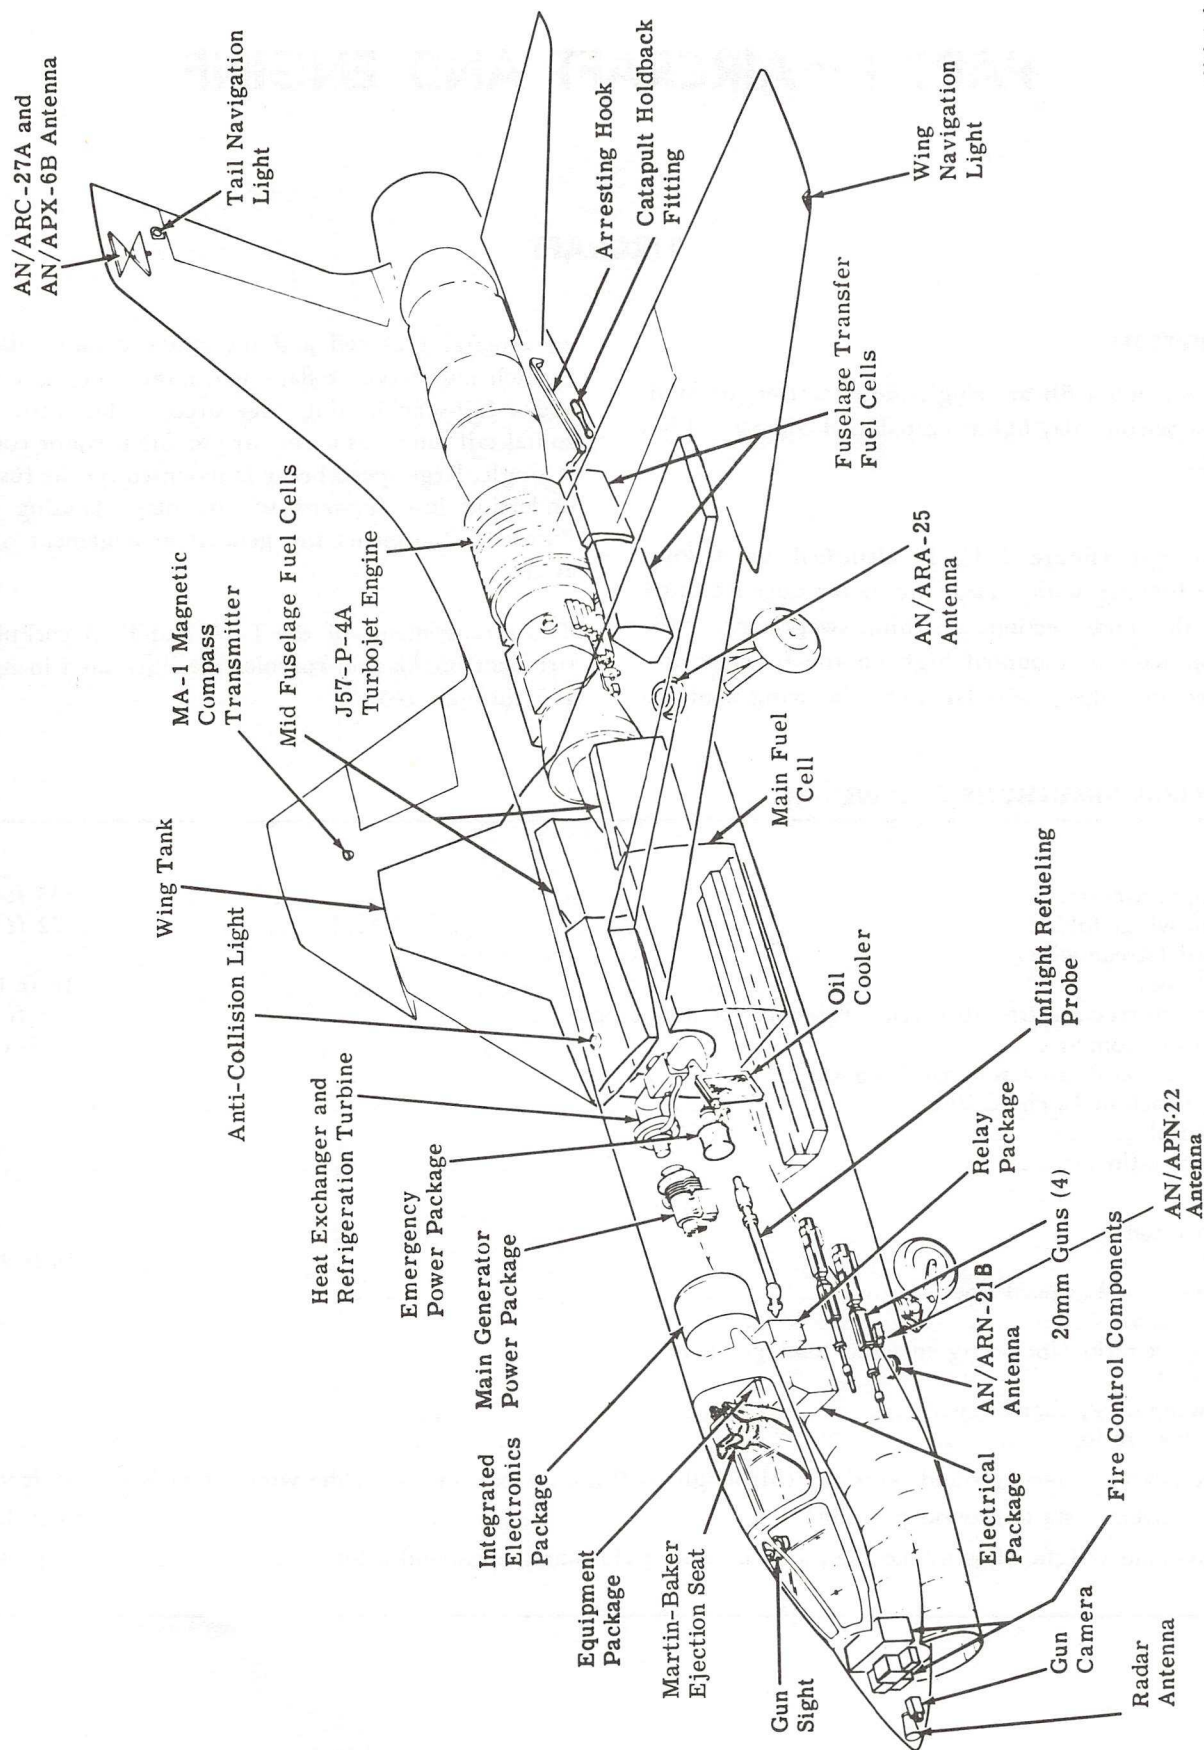 AN/ARC-27A and
AN/APX-6B Antenna
Tail Navigation
Light
MA-1 Magnetic
Compass
Transmitter
Mid Fuselage Fuel Cells
J57-P-4A
Turbojet Engine
Arresting Hook
Catapult Holdback
Fitting
Wing
Navigation
Light
Wing Tank
Anti-Collision Light
Fuselage Transfer
Fuel Cells
AN/ARA-25
Antenna
Main Fuel
Cell
Heat Exchanger and
Refrigeration Turbine
Emergency
Power Package
Main Generator
Power Package
Oil
Cooler
Inflight Refueling
Probe
Integrated
Electronics
Package
Equipment
Package
Martin-Baker
Ejection Seat
Gun
Sight
Relay
Package
20mm Guns (4)
AN/APN-22
Antenna
AN/ARN-21B
Antenna
Electrical
Package
Fire Control Components
Gun
Camera
Radar
Antenna